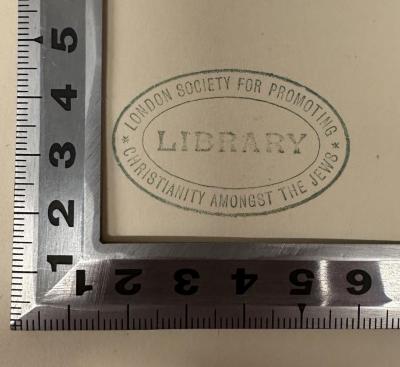 * LONDON SOCIETY FOR PROMOTING *
LIBRARY
CHRISTIANITY AMONGST THE JEWS
5
4
3
2
1
1 2 3 4 5 6